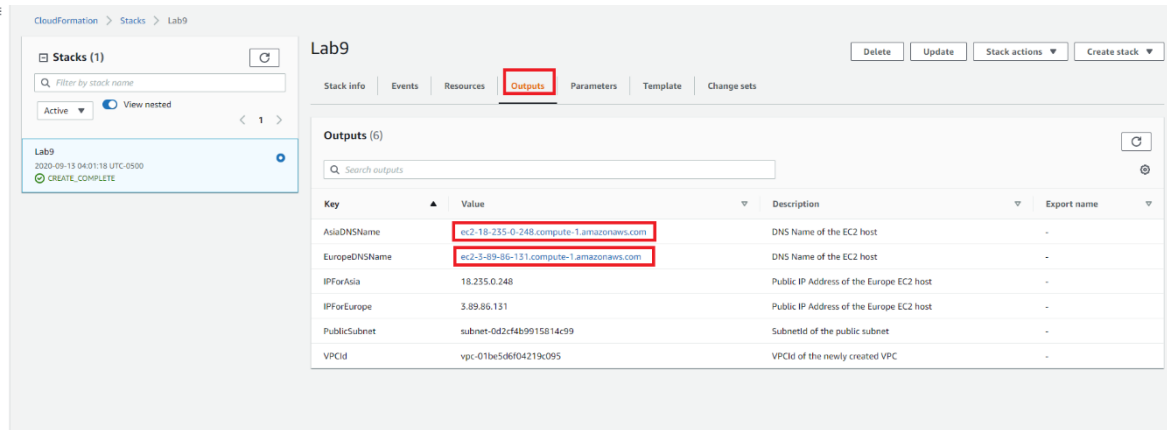 CloudFormation > Stacks > Lab9
Stacks (1)
Filter by stack name
Active ▼ View nested
< 1 >
Lab9
2020-09-13 04:01:18 UTC-0500
CREATE_COMPLETE
Lab9
Delete Update Stack actions ▼ Create stack ▼
Stack info Events Resources Outputs Parameters Template Change sets
Outputs (6)
Search outputs
Key Value Description Export name
AsiaDNSName ec2-18-235-0-248.compute-1.amazonaws.com DNS Name of the EC2 host -
EuropeDNSName ec2-3-89-86-131.compute-1.amazonaws.com DNS Name of the EC2 host -
IPForAsia 18.235.0.248 Public IP Address of the Europe EC2 host -
IPForEurope 3.89.86.131 Public IP Address of the Europe EC2 host -
PublicSubnet subnet-0d2cf4b9915814c99 SubnetId of the public subnet -
VPCId vpc-01be5d6f04219c095 VPCId of the newly created VPC -